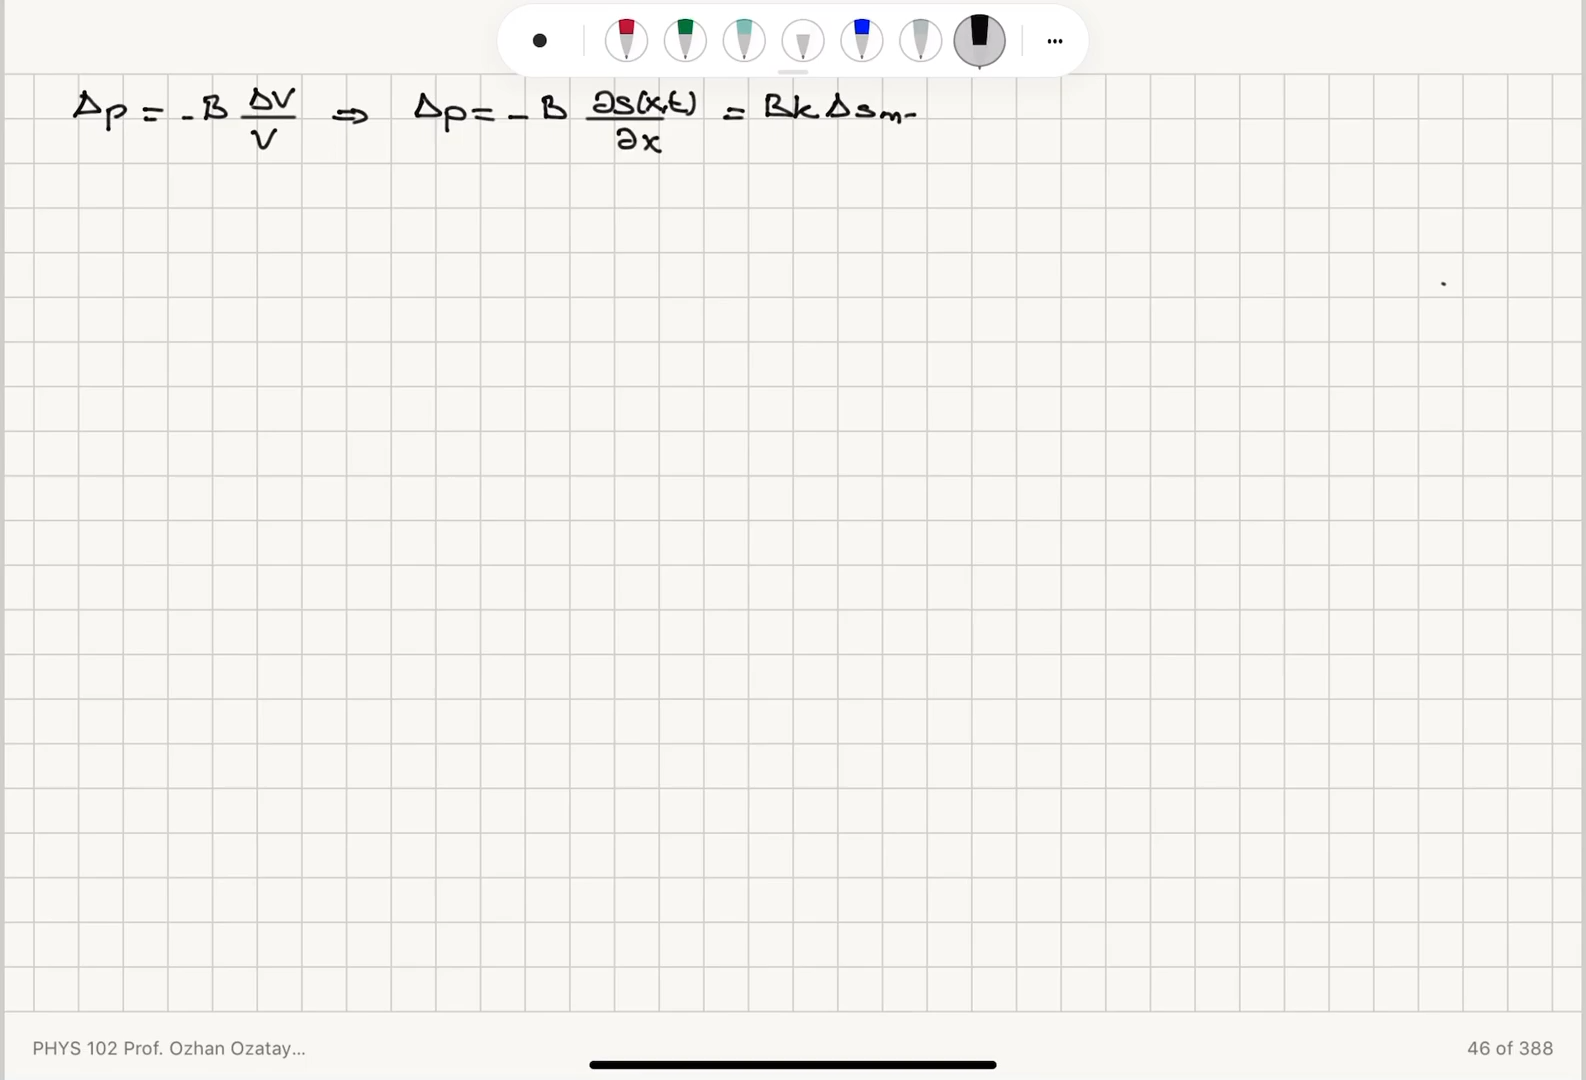 Δp = -B ΔV/V ⇒ Δp = - B ∂s(x,t)/∂x = Bk Δsm-
PHYS 102 Prof. Ozhan Ozatay...
46 of 388